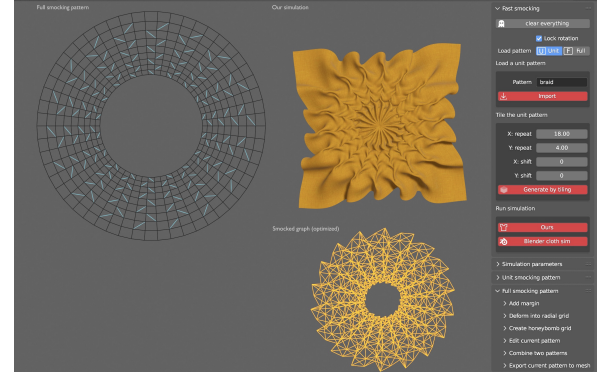 Full smocking pattern
Our simulation
Smocked graph (optimized)
Fast smocking
clear everything
Lock rotation
Load pattern U Unit F Full
Load a unit pattern
Pattern braid
Import
Tile the unit pattern
X: repeat 18.00
Y: repeat 4.00
X: shift 0
Y: shift 0
Generate by tiling
Run simulation
Ours
Blender cloth sim
Simulation parameters
Unit smocking pattern
Full smocking pattern
Add margin
Deform into radial grid
Create honeybomb grid
Edit current pattern
Combine two patterns
Export current pattern to mesh